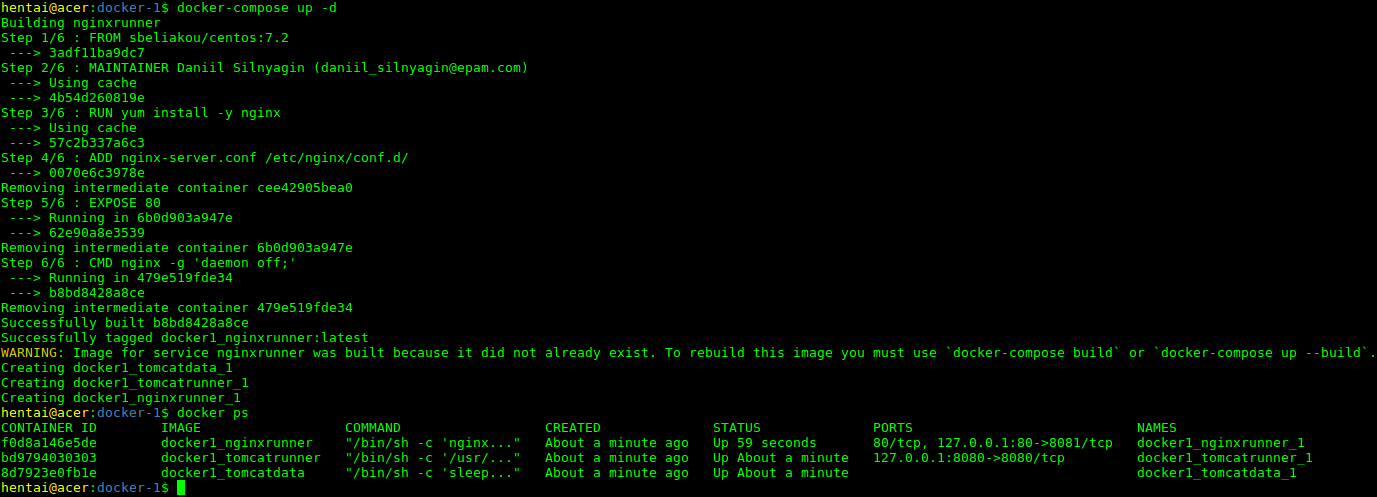 hentai@acer:docker-1$ docker-compose up -d
Building nginxrunner
Step 1/6 : FROM sbeliakou/centos:7.2
 ---> 3adf11ba9dc7
Step 2/6 : MAINTAINER Daniil Silnyagin (daniil_silnyagin@epam.com)
 ---> Using cache
 ---> 4b54d260819e
Step 3/6 : RUN yum install -y nginx
 ---> Using cache
 ---> 57c2b337a6c3
Step 4/6 : ADD nginx-server.conf /etc/nginx/conf.d/
 ---> 0070e6c3978e
Removing intermediate container cee42905bea0
Step 5/6 : EXPOSE 80
 ---> Running in 6b0d903a947e
 ---> 62e90a8e3539
Removing intermediate container 6b0d903a947e
Step 6/6 : CMD nginx -g 'daemon off;'
 ---> Running in 479e519fde34
 ---> b8bd8428a8ce
Removing intermediate container 479e519fde34
Successfully built b8bd8428a8ce
Successfully tagged docker1_nginxrunner:latest
WARNING: Image for service nginxrunner was built because it did not already exist. To rebuild this image you must use `docker-compose build` or `docker-compose up --build`.
Creating docker1_tomcatdata_1
Creating docker1_tomcatrunner_1
Creating docker1_nginxrunner_1
hentai@acer:docker-1$ docker ps
CONTAINER ID        IMAGE                  COMMAND                  CREATED              STATUS              PORTS                            NAMES
f0d8a146e5de        docker1_nginxrunner    "/bin/sh -c 'nginx..."   About a minute ago   Up 59 seconds       80/tcp, 127.0.0.1:80->8081/tcp   docker1_nginxrunner_1
bd9794030303        docker1_tomcatrunner   "/bin/sh -c '/usr/..."   About a minute ago   Up About a minute   127.0.0.1:8080->8080/tcp         docker1_tomcatrunner_1
8d7923e0fb1e        docker1_tomcatdata     "/bin/sh -c 'sleep..."   About a minute ago   Up About a minute                                    docker1_tomcatdata_1
hentai@acer:docker-1$